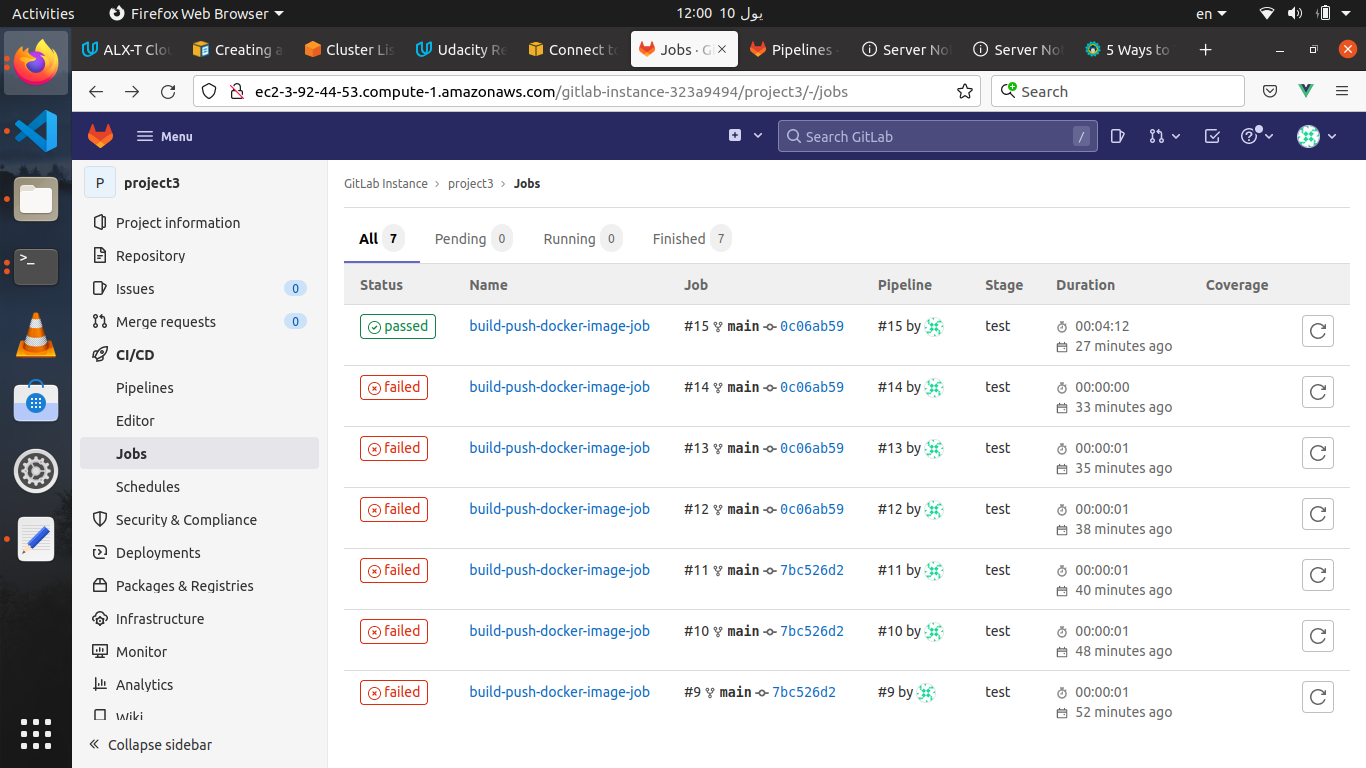 Activities
Firefox Web Browser
12:00 10 يول
en
ALX-T Clou
Creating a
Cluster Lis
Udacity Re
Connect to
Jobs · G
Pipelines ·
Server Not
Server Not
5 Ways to
ec2-3-92-44-53.compute-1.amazonaws.com/gitlab-instance-323a9494/project3/-/jobs
Search
Menu
Search GitLab
/
P project3
Project information
Repository
Issues 0
Merge requests 0
CI/CD
Pipelines
Editor
Jobs
Schedules
Security & Compliance
Deployments
Packages & Registries
Infrastructure
Monitor
Analytics
Wiki
Collapse sidebar
GitLab Instance › project3 › Jobs
All 7 Pending 0 Running 0 Finished 7
Status Name Job Pipeline Stage Duration Coverage
passed build-push-docker-image-job #15 main 0c06ab59 #15 by test 00:04:12
27 minutes ago
failed build-push-docker-image-job #14 main 0c06ab59 #14 by test 00:00:00
33 minutes ago
failed build-push-docker-image-job #13 main 0c06ab59 #13 by test 00:00:01
35 minutes ago
failed build-push-docker-image-job #12 main 0c06ab59 #12 by test 00:00:01
38 minutes ago
failed build-push-docker-image-job #11 main 7bc526d2 #11 by test 00:00:01
40 minutes ago
failed build-push-docker-image-job #10 main 7bc526d2 #10 by test 00:00:01
48 minutes ago
failed build-push-docker-image-job #9 main 7bc526d2 #9 by test 00:00:01
52 minutes ago